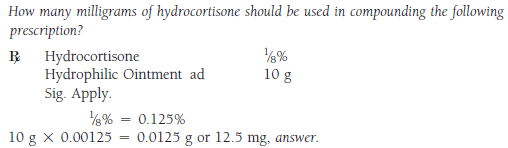 How many milligrams of hydrocortisone should be used in compounding the following
prescription?
℞ Hydrocortisone ⅛%
Hydrophilic Ointment ad 10 g
Sig. Apply.
⅛% = 0.125%
10 g × 0.00125 = 0.0125 g or 12.5 mg, answer.